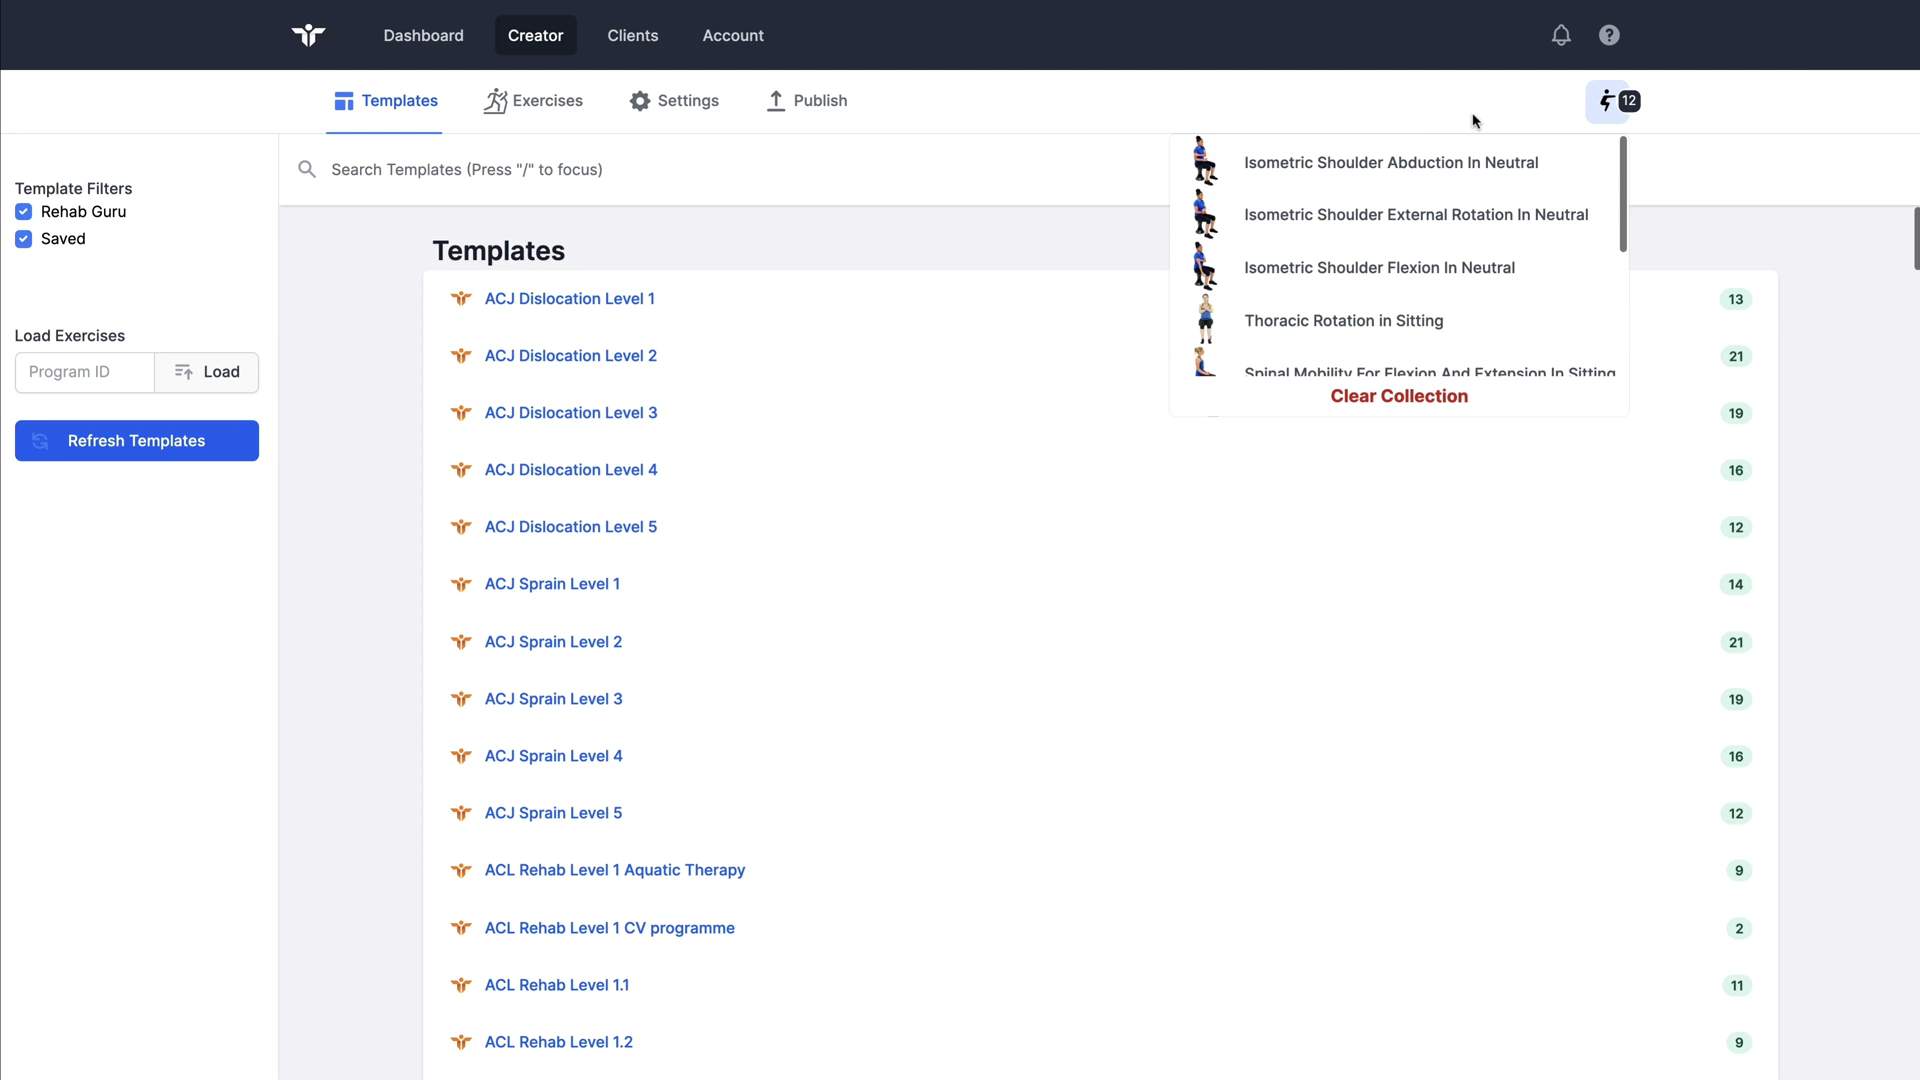 Dashboard
Creator
Clients
Account
?
Templates
Exercises
Settings
Publish
12
Search Templates (Press "/" to focus)
Template Filters
Rehab Guru
Saved
Load Exercises
Program ID
Load
Refresh Templates
Isometric Shoulder Abduction In Neutral
Isometric Shoulder External Rotation In Neutral
Isometric Shoulder Flexion In Neutral
Thoracic Rotation in Sitting
Spinal Mobility For Flexion And Extension In Sitting
Clear Collection
Templates
ACJ Dislocation Level 1 13
ACJ Dislocation Level 2 21
ACJ Dislocation Level 3 19
ACJ Dislocation Level 4 16
ACJ Dislocation Level 5 12
ACJ Sprain Level 1 14
ACJ Sprain Level 2 21
ACJ Sprain Level 3 19
ACJ Sprain Level 4 16
ACJ Sprain Level 5 12
ACL Rehab Level 1 Aquatic Therapy 9
ACL Rehab Level 1 CV programme 2
ACL Rehab Level 1.1 11
ACL Rehab Level 1.2 9